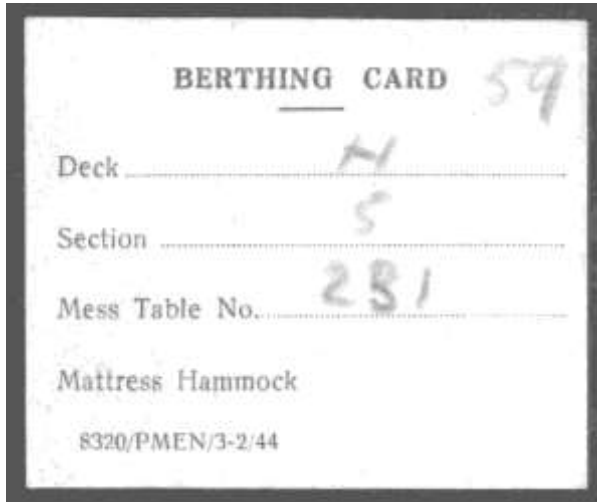 BERTHING CARD 59
Deck H
Section 5
Mess Table No. 281
Mattress Hammock
8320/PMEN/3-2/44